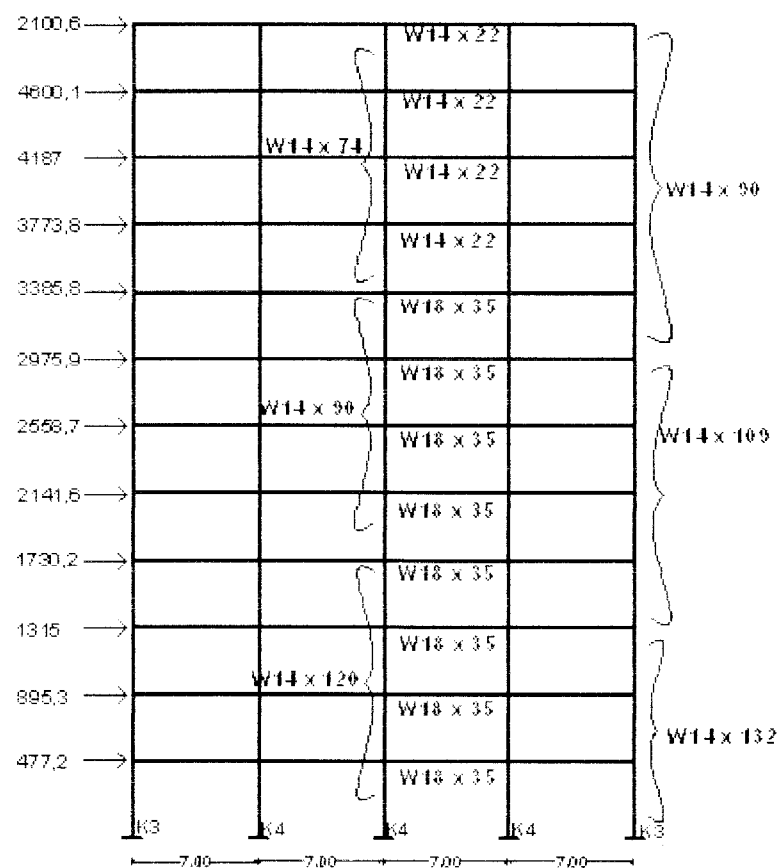 2100,6
W14 x 22
4600,1
W14 x 22
W14 x 74
4187
W14 x 22
W14 x 90
3773,8
W14 x 22
3385,8
W18 x 35
2975,9
W18 x 35
W14 x 90
2558,7
W14 x 109
W18 x 35
2141,6
W18 x 35
1730,2
W18 x 35
1315
W18 x 35
W14 x 120
895,3
W18 x 35
W14 x 132
477,2
W18 x 35
K3 K4 K4 K4 K3
7,00 7,00 7,00 7,00